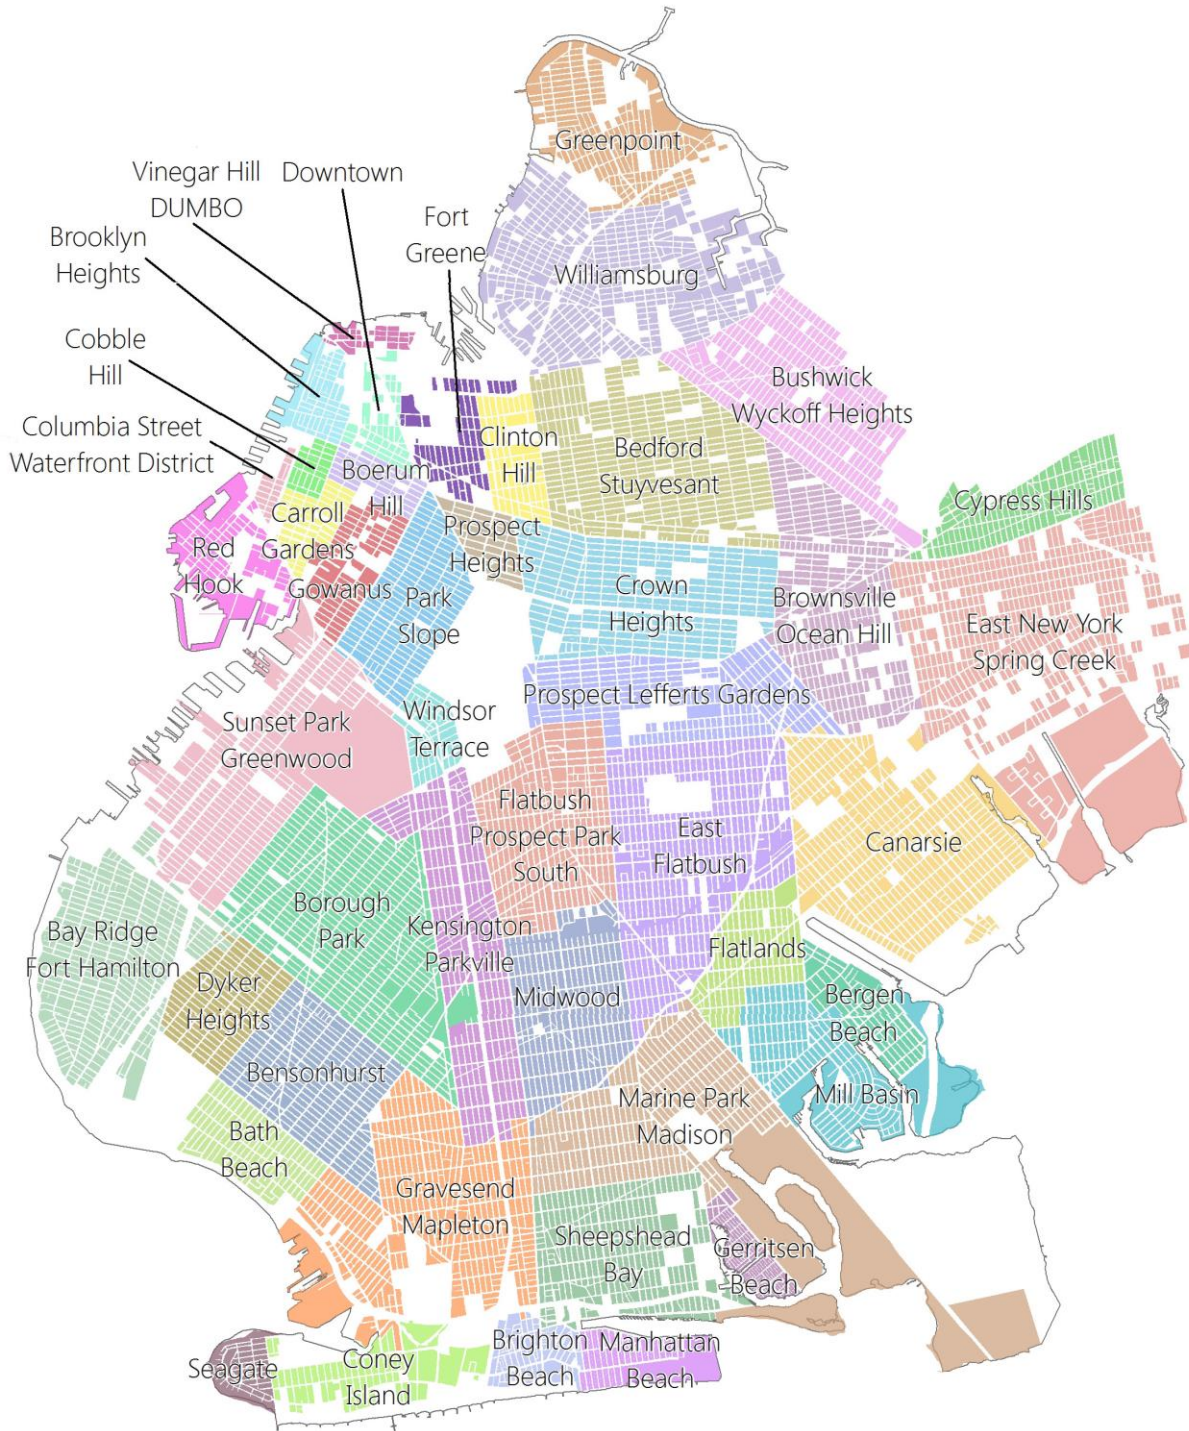 Greenpoint
Vinegar Hill
DUMBO
Downtown
Fort
Greene
Brooklyn
Heights
Williamsburg
Cobble
Hill
Bushwick
Wyckoff Heights
Columbia Street
Waterfront District
Boerum
Hill
Clinton
Hill
Bedford
Stuyvesant
Cypress Hills
Carroll
Gardens
Prospect
Heights
Red
Hook
Gowanus
Park
Slope
Crown
Heights
Brownsville
Ocean Hill
East New York
Spring Creek
Prospect Lefferts Gardens
Windsor
Terrace
Sunset Park
Greenwood
Flatbush
Prospect Park
South
East
Flatbush
Canarsie
Borough
Park
Kensington
Parkville
Bay Ridge
Fort Hamilton
Flatlands
Dyker
Heights
Midwood
Bergen
Beach
Bensonhurst
Mill Basin
Marine Park
Madison
Bath
Beach
Gravesend
Mapleton
Sheepshead
Bay
Gerritsen
Beach
Seagate
Coney
Island
Brighton
Beach
Manhattan
Beach